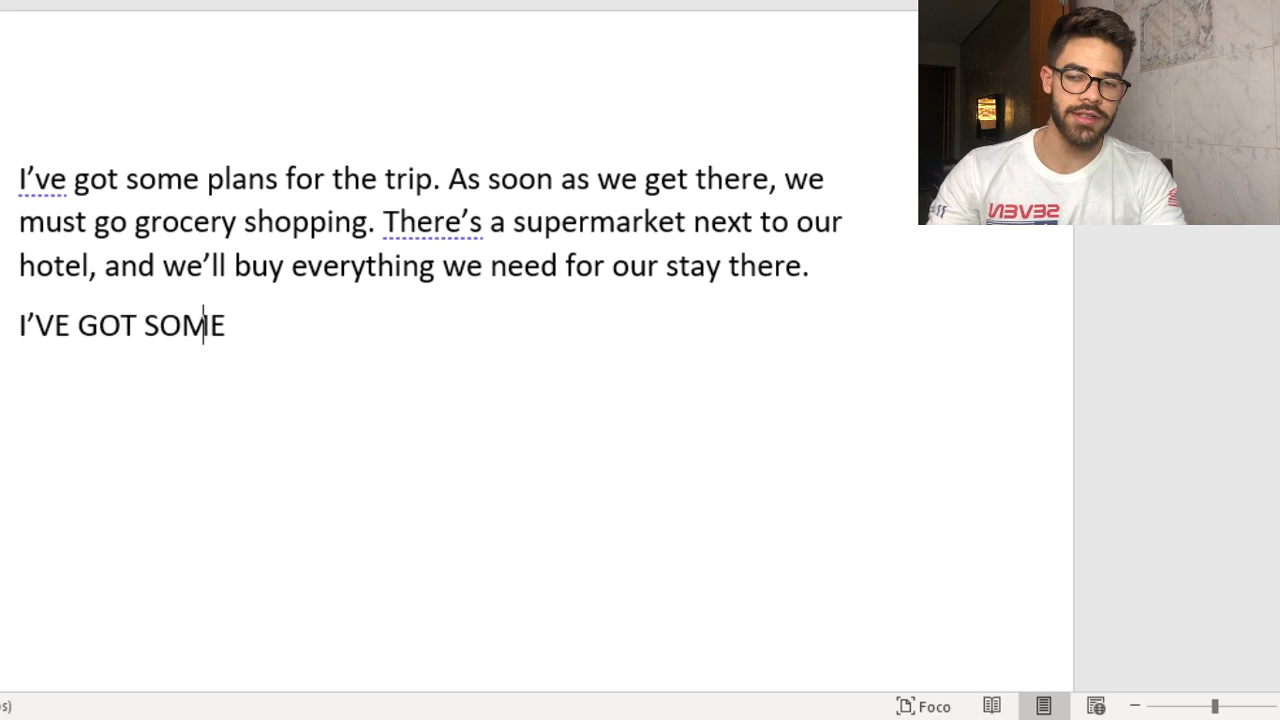 I’ve got some plans for the trip. As soon as we get there, we
must go grocery shopping. There’s a supermarket next to our
hotel, and we’ll buy everything we need for our stay there.
I’VE GOT SOME
SEVEN
s)
Foco